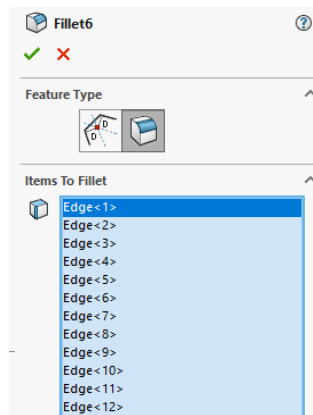 Fillet6
Feature Type
D
D
Items To Fillet
Edge<1>
Edge<2>
Edge<3>
Edge<4>
Edge<5>
Edge<6>
Edge<7>
Edge<8>
Edge<9>
Edge<10>
Edge<11>
Edge<12>